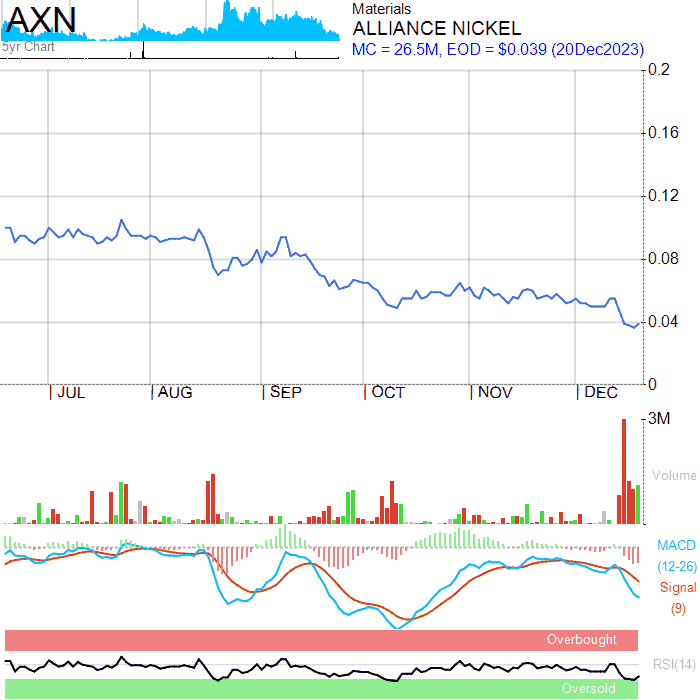 AXN
5yr Chart
Materials
ALLIANCE NICKEL
MC = 26.5M, EOD = $0.039 (20Dec2023)
0.2
0.16
0.12
0.08
0.04
0
JUL AUG SEP OCT NOV DEC
3M
Volume
MACD
(12-26)
Signal
(9)
Overbought
RSI(14)
Oversold